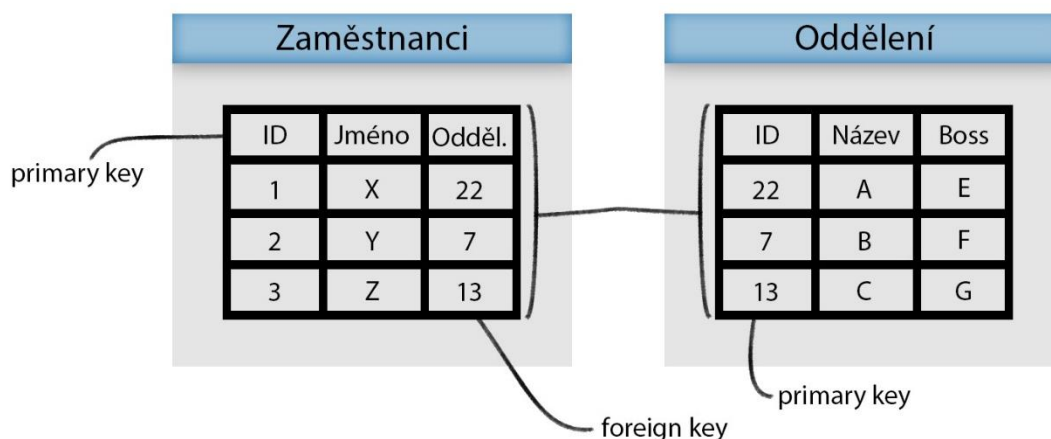 Zaměstnanci
primary key
ID Jméno Odděl.
1 X 22
2 Y 7
3 Z 13
foreign key
Oddělení
ID Název Boss
22 A E
7 B F
13 C G
primary key